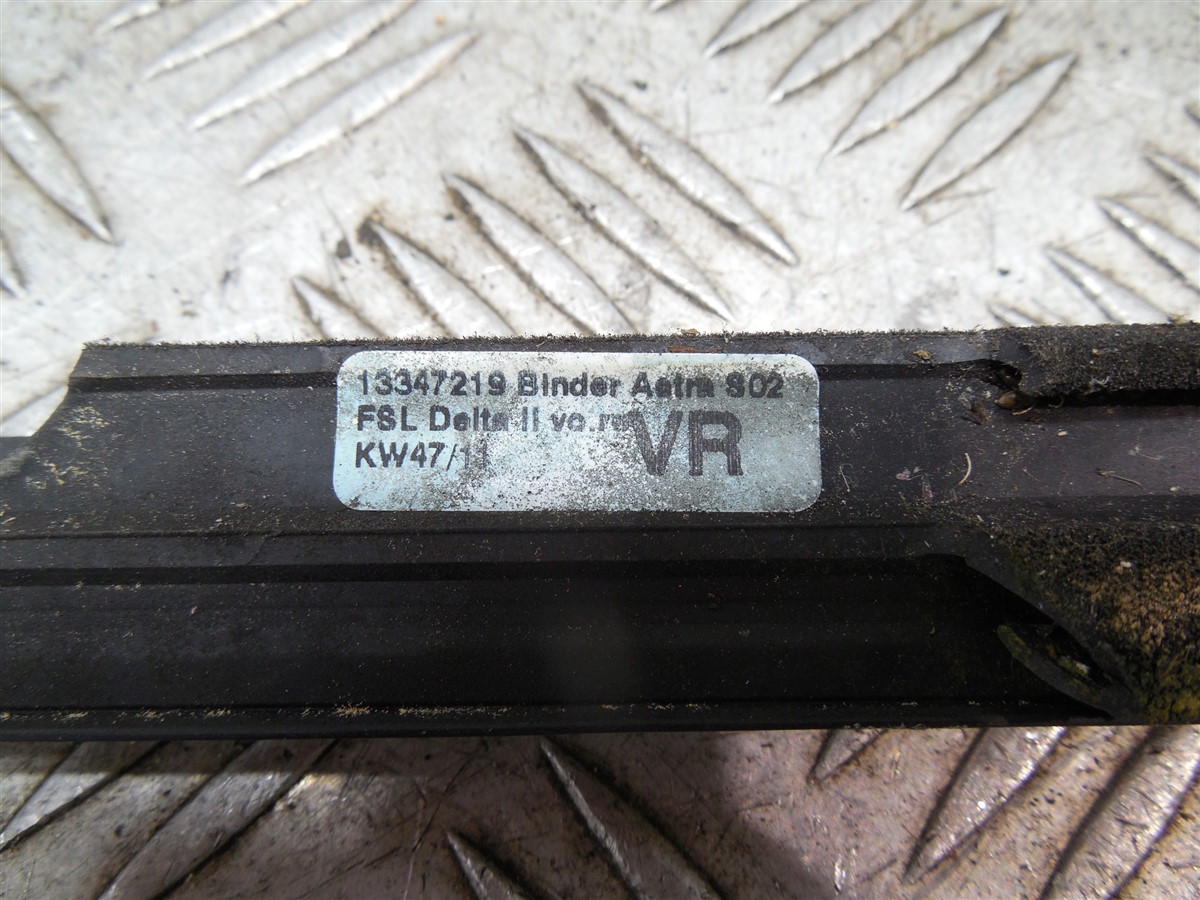 13347219 Binder Astra S02
FSL Delta II vo.re
VR
KW47/11